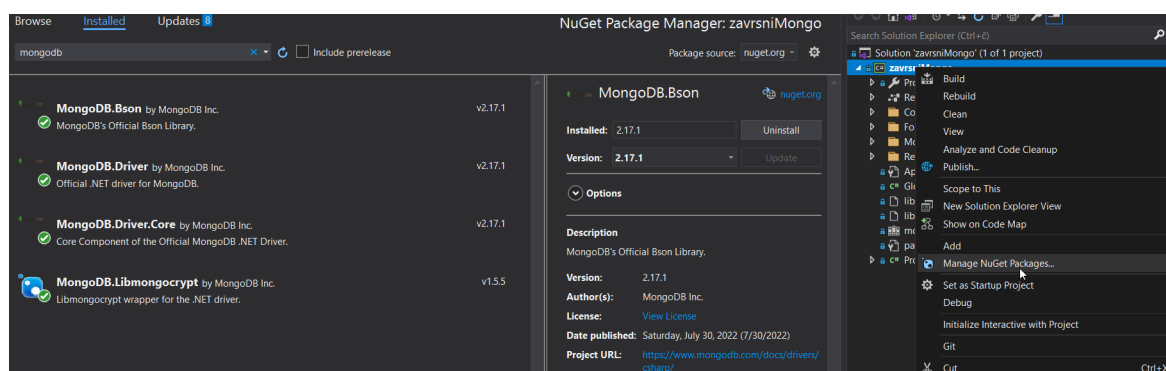 Browse Installed Updates 8
NuGet Package Manager: zavrsniMongo
mongodb
Include prerelease
Package source: nuget.org
MongoDB.Bson by MongoDB Inc.
v2.17.1
MongoDB's Official Bson Library.
MongoDB.Driver by MongoDB Inc.
v2.17.1
Official .NET driver for MongoDB.
MongoDB.Driver.Core by MongoDB Inc.
v2.17.1
Core Component of the Official MongoDB .NET Driver.
MongoDB.Libmongocrypt by MongoDB Inc.
v1.5.5
Libmongocrypt wrapper for the .NET driver.
MongoDB.Bson
nuget.org
Installed: 2.17.1
Uninstall
Version: 2.17.1
Update
Options
Description
MongoDB's Official Bson Library.
Version: 2.17.1
Author(s): MongoDB Inc.
License: View License
Date published: Saturday, July 30, 2022 (7/30/2022)
Project URL: https://www.mongodb.com/docs/drivers/
csharp/
Search Solution Explorer (Ctrl+č)
Solution 'zavrsniMongo' (1 of 1 project)
Build
Rebuild
Clean
View
Analyze and Code Cleanup
Publish...
Scope to This
New Solution Explorer View
Show on Code Map
Add
Manage NuGet Packages...
Set as Startup Project
Debug
Initialize Interactive with Project
Git
Cut Ctrl+X